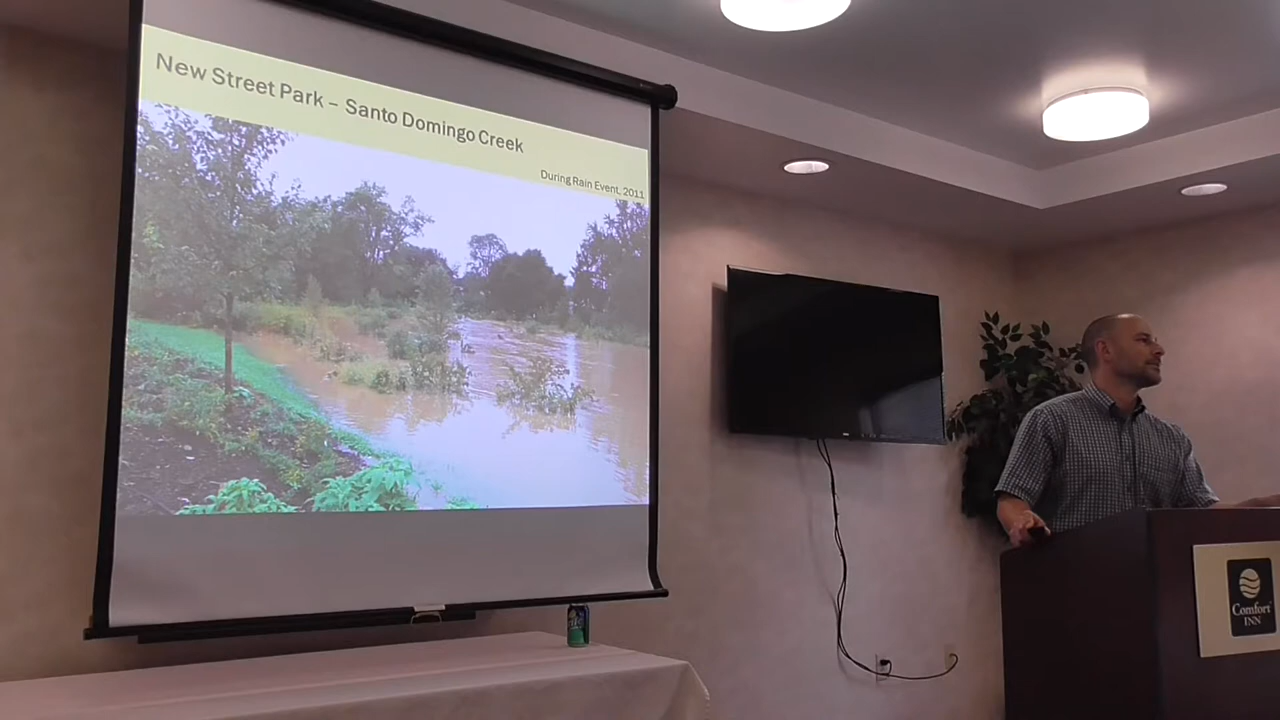 New Street Park – Santo Domingo Creek
During Rain Event, 2011
Comfort
INN